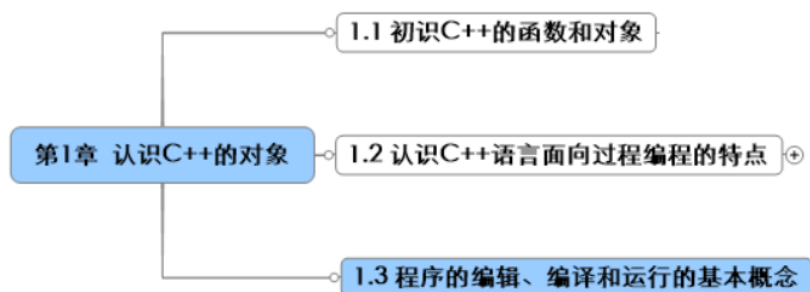 1.1 初识C++的函数和对象
第1章 认识C++的对象
1.2 认识C++语言面向过程编程的特点
1.3 程序的编辑、编译和运行的基本概念